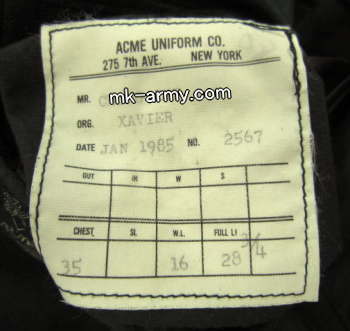 ACME UNIFORM CO.
275 7th AVE. NEW YORK
MR.
mk-army.com
ORG. XAVIER
DATE JAN 1985 NO. 2567
OUT IN W S
CHEST SL W.L. FULL
35 16 28 3/4